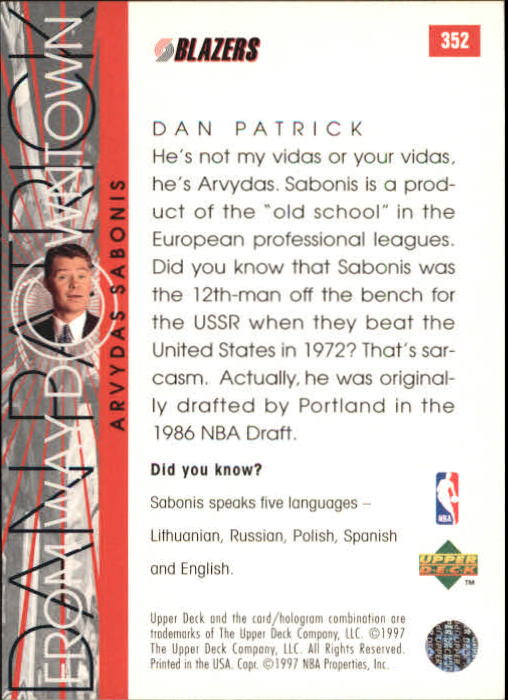 BLAZERS
352
DAN PATRICK
FROM WAY DOWNTOWN
ARVYDAS SABONIS
DAN PATRICK
He's not my vidas or your vidas,
he's Arvydas. Sabonis is a prod-
uct of the "old school" in the
European professional leagues.
Did you know that Sabonis was
the 12th-man off the bench for
the USSR when they beat the
United States in 1972? That's sar-
casm. Actually, he was original-
ly drafted by Portland in the
1986 NBA Draft.
Did you know?
Sabonis speaks five languages –
Lithuanian, Russian, Polish, Spanish
and English.
NBA
UPPER
DECK
TM
Upper Deck and the card/hologram combination are
trademarks of The Upper Deck Company, LLC. ©1997
The Upper Deck Company, LLC. All Rights Reserved.
Printed in the USA. Copr. ©1997 NBA Properties, Inc.